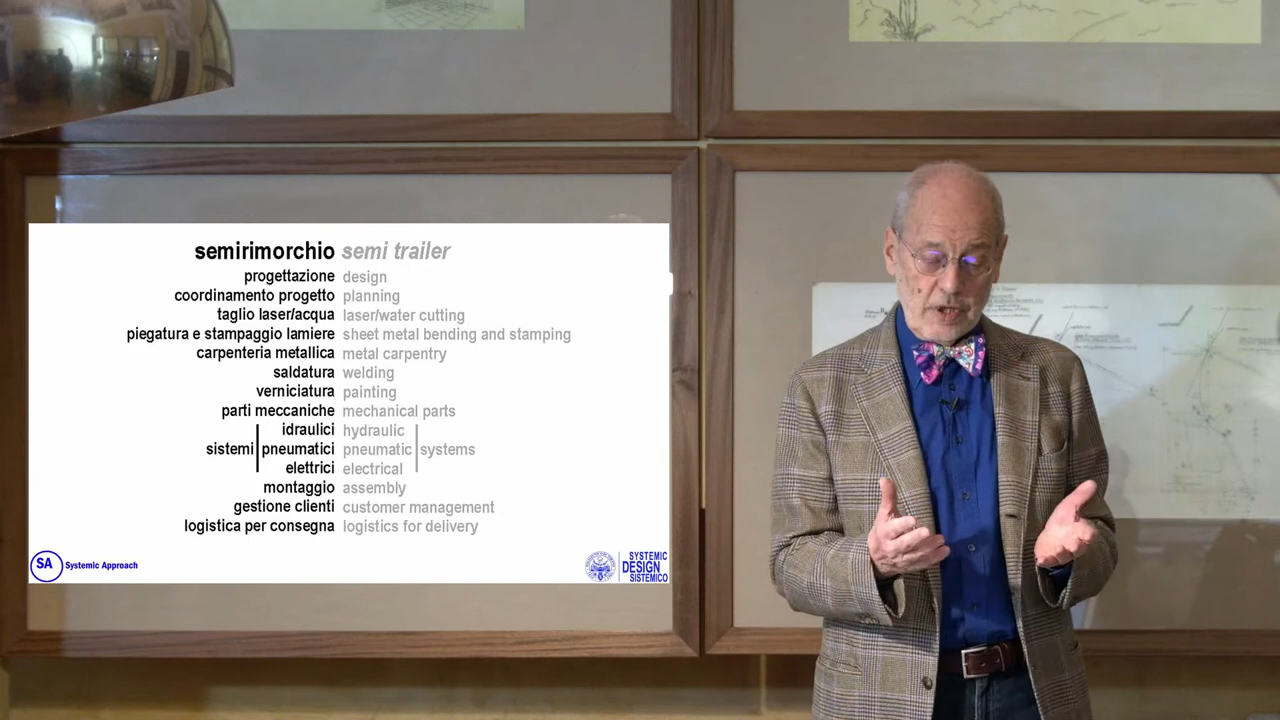 semirimorchio semi trailer
progettazione design
coordinamento progetto planning
taglio laser/acqua laser/water cutting
piegatura e stampaggio lamiere sheet metal bending and stamping
carpenteria metallica metal carpentry
saldatura welding
verniciatura painting
parti meccaniche mechanical parts
idraulici hydraulic
sistemi pneumatici pneumatic systems
elettrici electrical
montaggio assembly
gestione clienti customer management
logistica per consegna logistics for delivery
SA Systemic Approach
SYSTEMIC
DESIGN
SISTEMICO